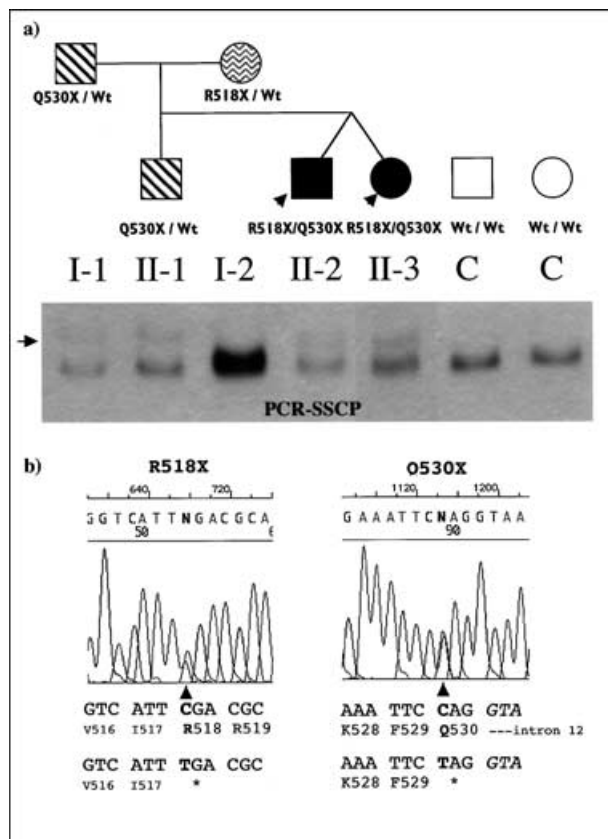 a)
Q530X / Wt
R518X / Wt
Q530X / Wt
R518X/Q530X
R518X/Q530X
Wt / Wt
Wt / Wt
I-1 II-1 I-2 II-2 II-3 C C
PCR-SSCP
b)
R518X
640 720
G G T C A T T N G A C G C A
50 6
GTC ATT CGA CGC
V516 I517 R518 R519
GTC ATT TGA CGC
V516 I517 *
Q530X
1120 1200
G A A A T T C N A G G T A A
90
AAA TTC CAG GTA
K528 F529 Q530 ---intron 12
AAA TTC TAG GTA
K528 F529 *